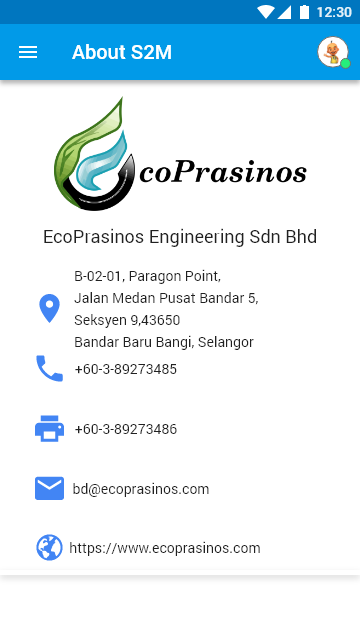 12:30
About S2M
coPrasinos
EcoPrasinos Engineering Sdn Bhd
B-02-01, Paragon Point,
Jalan Medan Pusat Bandar 5,
Seksyen 9,43650
Bandar Baru Bangi, Selangor
+60-3-89273485
+60-3-89273486
bd@ecoprasinos.com
https://www.ecoprasinos.com